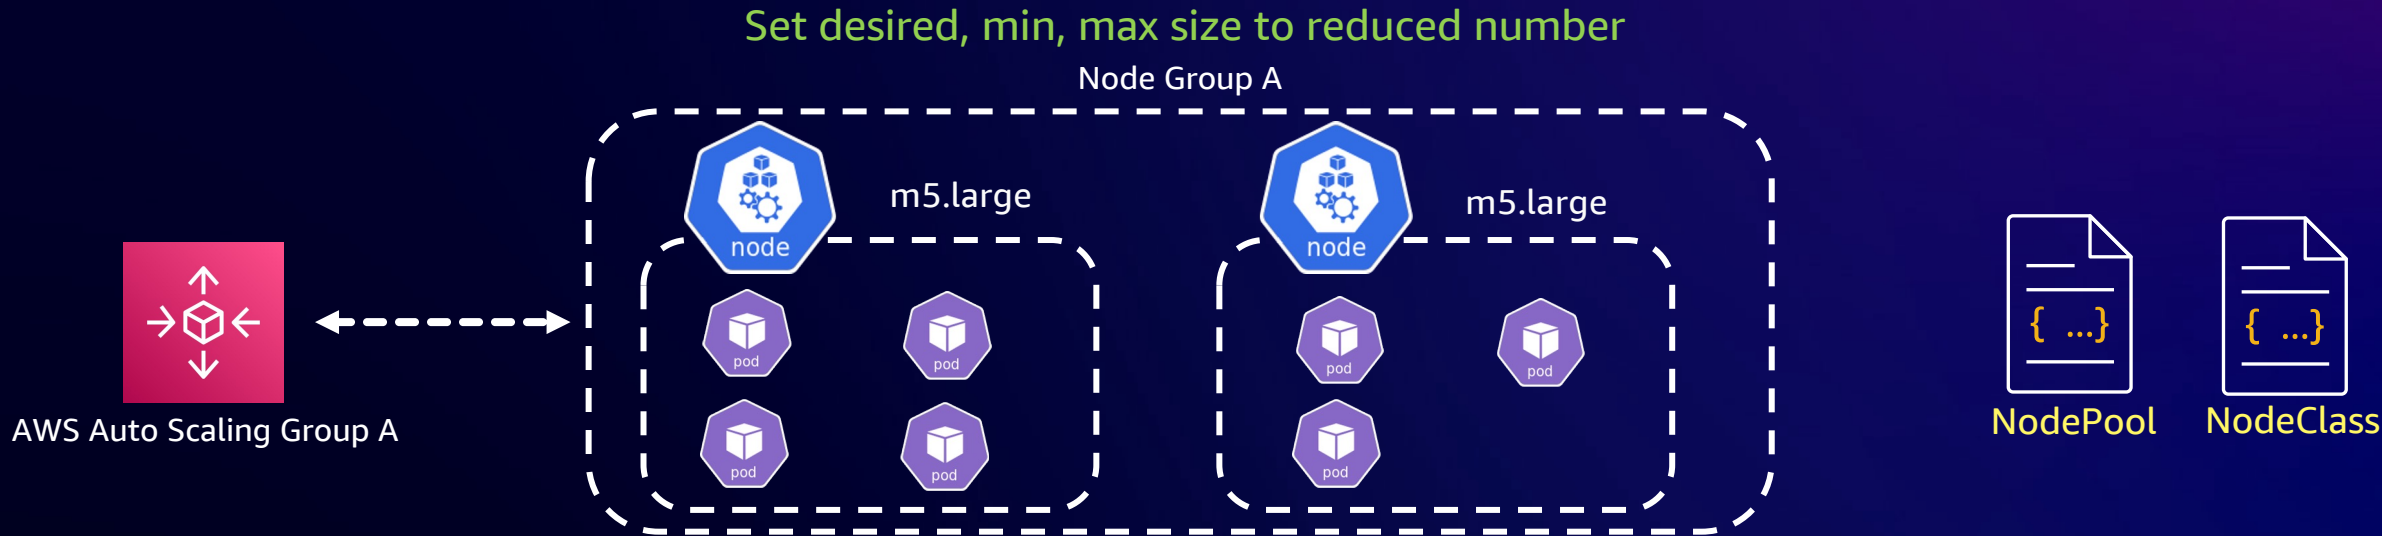 Set desired, min, max size to reduced number
Node Group A
node
m5.large
node
m5.large
pod
pod
pod
pod
pod
pod
pod
{ ...}
{ ...}
AWS Auto Scaling Group A
NodePool
NodeClass